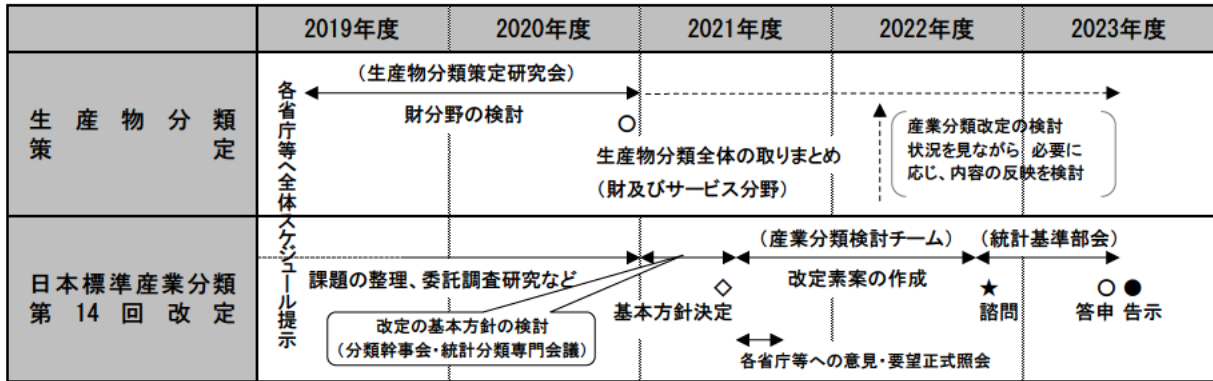 2019年度 2020年度 2021年度 2022年度 2023年度
生産物分類
策定
各省庁等へ全体スケジュール提示
（生産物分類策定研究会）
財分野の検討
○
生産物分類全体の取りまとめ
（財及びサービス分野）
産業分類改定の検討
状況を見ながら 必要に
応じ、内容の反映を検討
日本標準産業分類
第14回改定
課題の整理、委託調査研究など
改定の基本方針の検討
（分類幹事会・統計分類専門会議）
◇
基本方針決定
（産業分類検討チーム）
改定素案の作成
各省庁等への意見・要望正式照会
（統計基準部会）
★ ○ ●
諮問 答申 告示